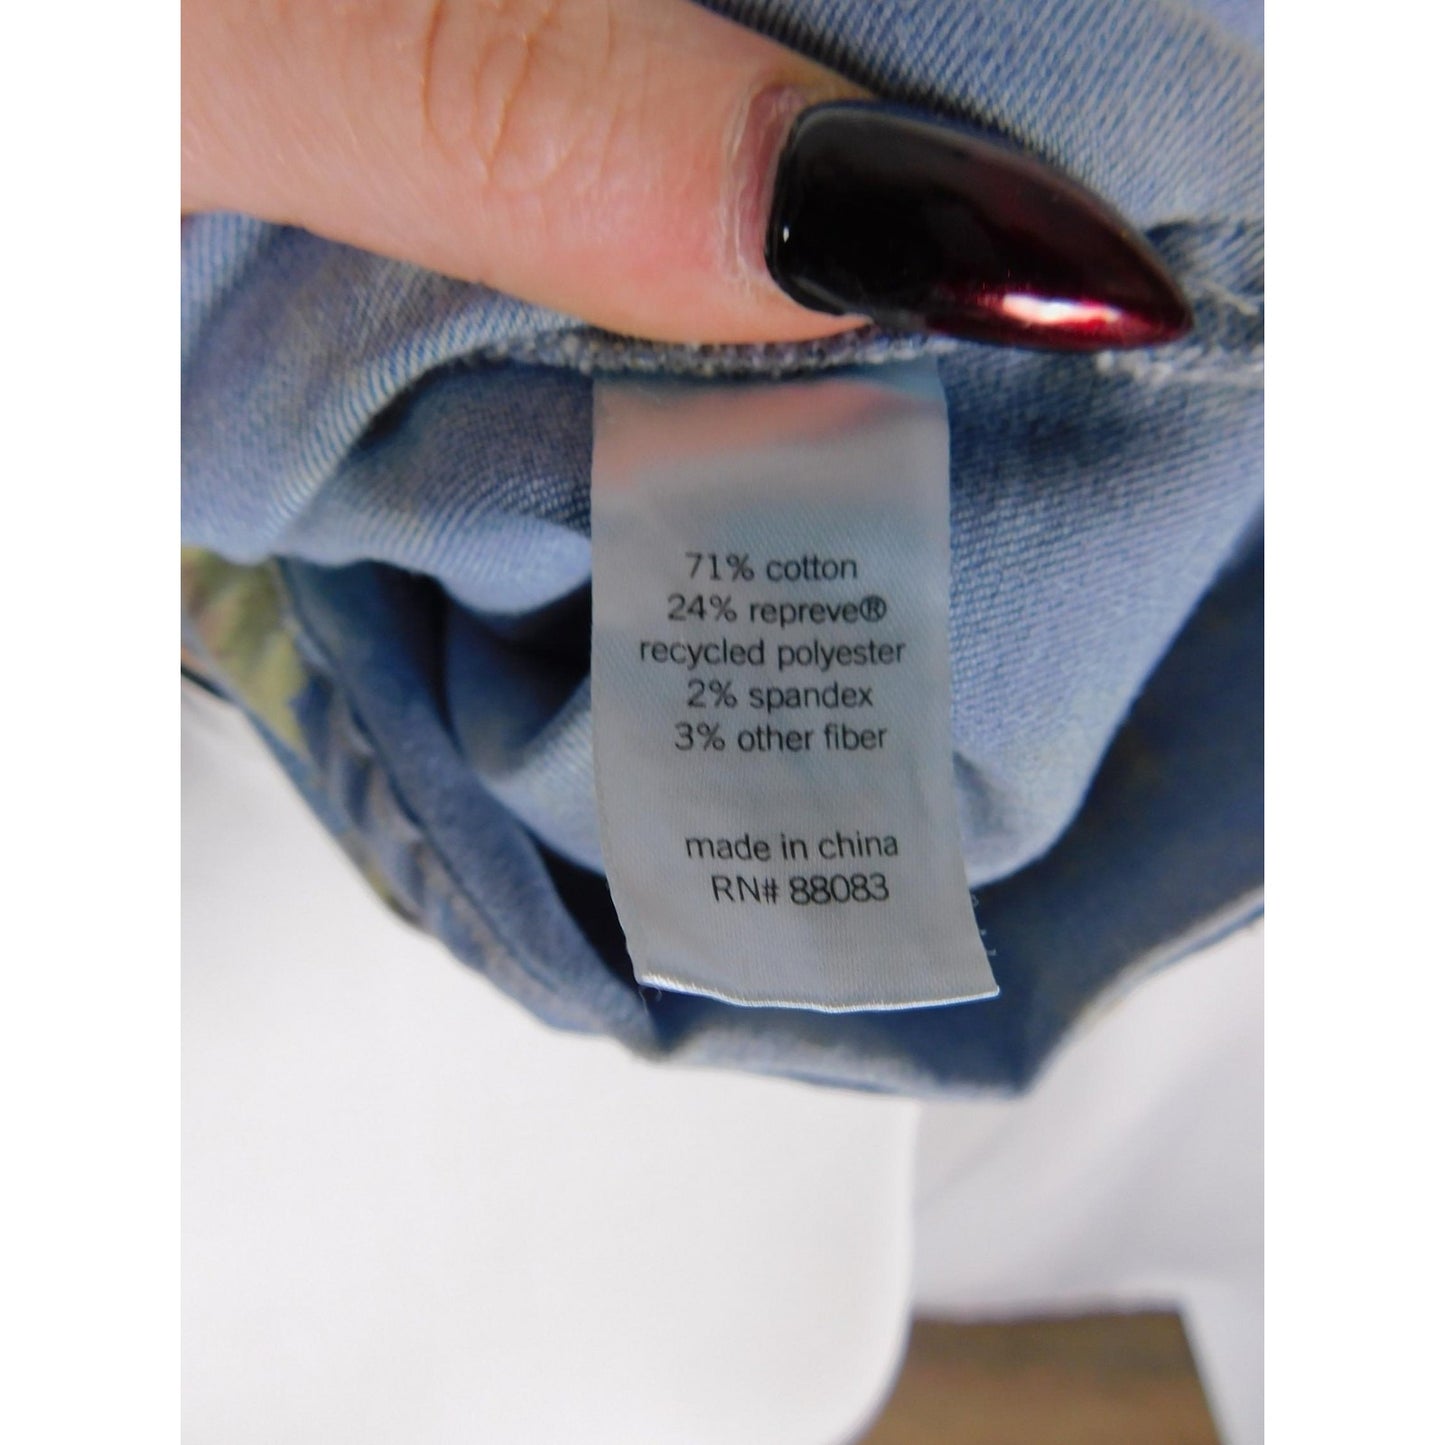 71% cotton
24% repreve®
recycled polyester
2% spandex
3% other fiber
made in china
RN# 88083